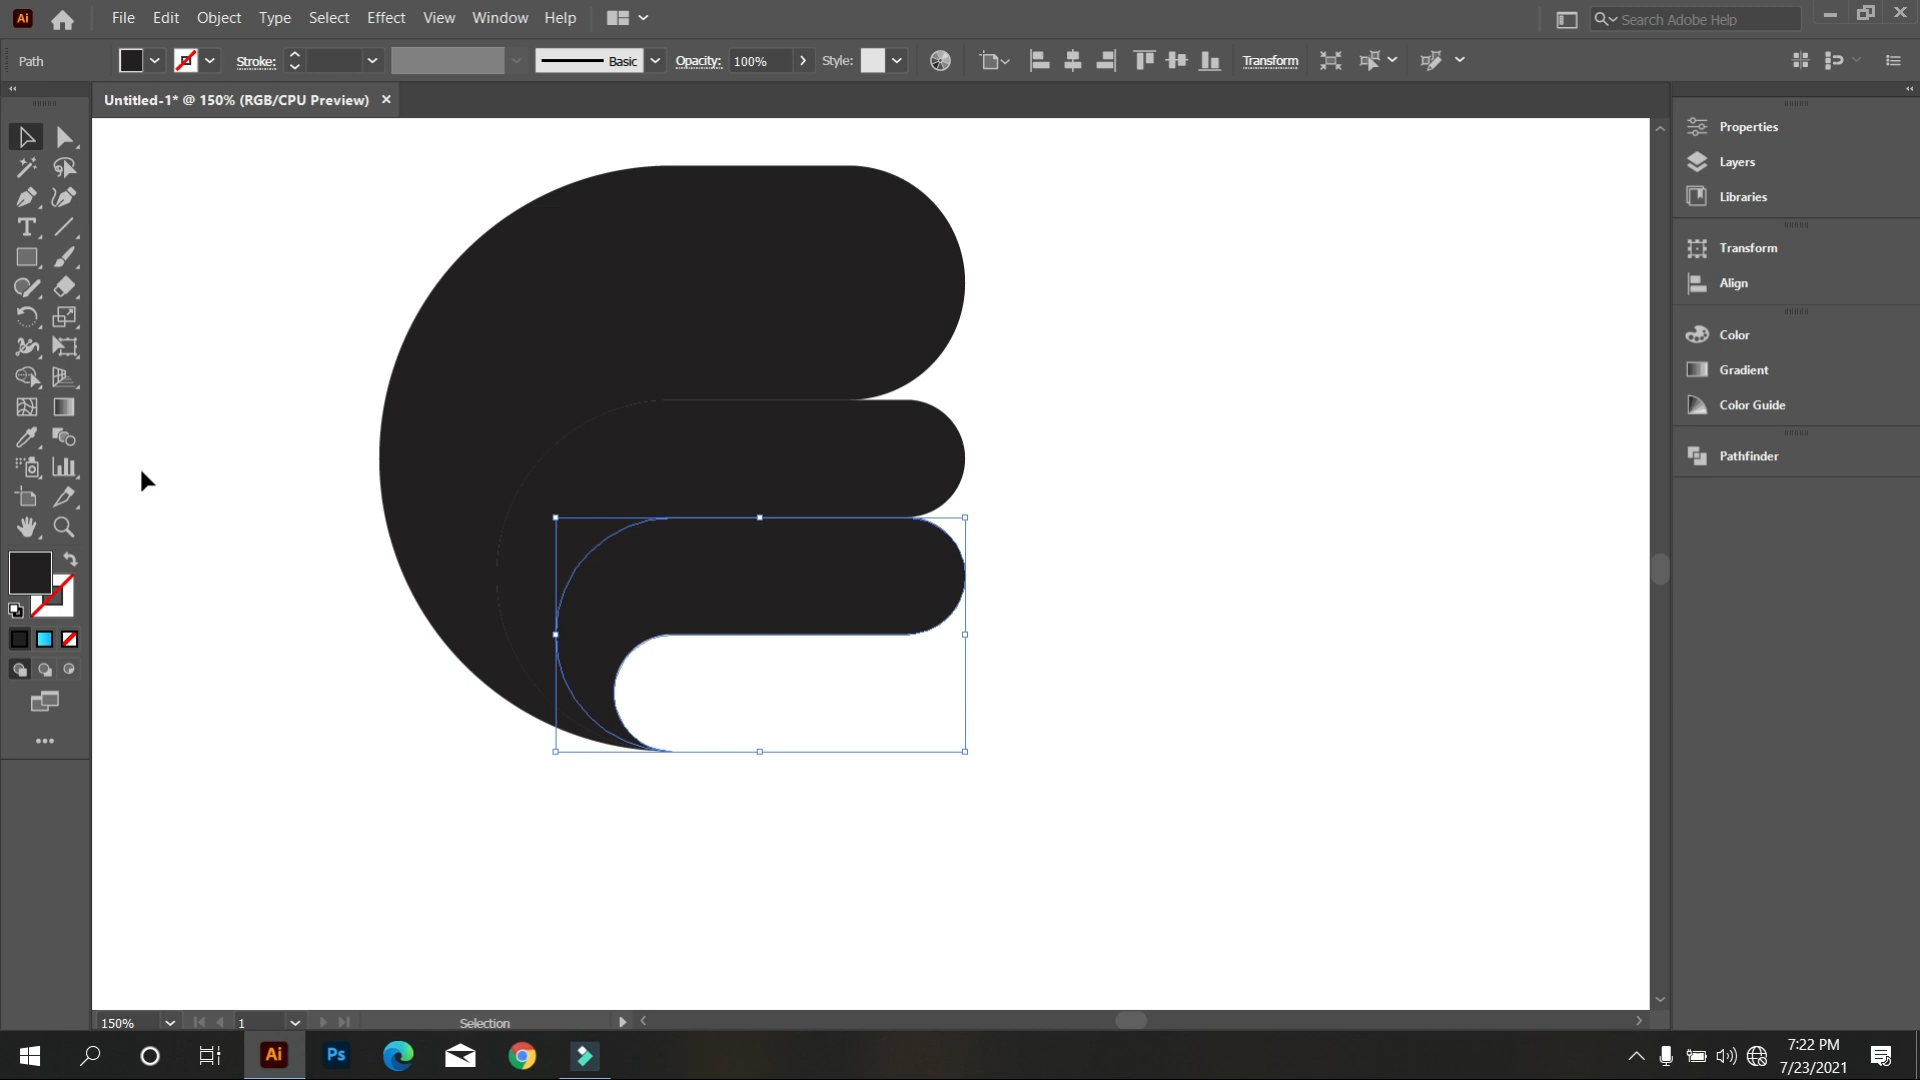 Ai File Edit Object Type Select Effect View Window Help Search Adobe Help
Path Stroke: Basic Opacity: 100% Style: Transform
Untitled-1* @ 150% (RGB/CPU Preview)
Properties
Layers
Libraries
Transform
Align
Color
Gradient
Color Guide
Pathfinder
150% 1 Selection
Ai Ps 7:22 PM
7/23/2021